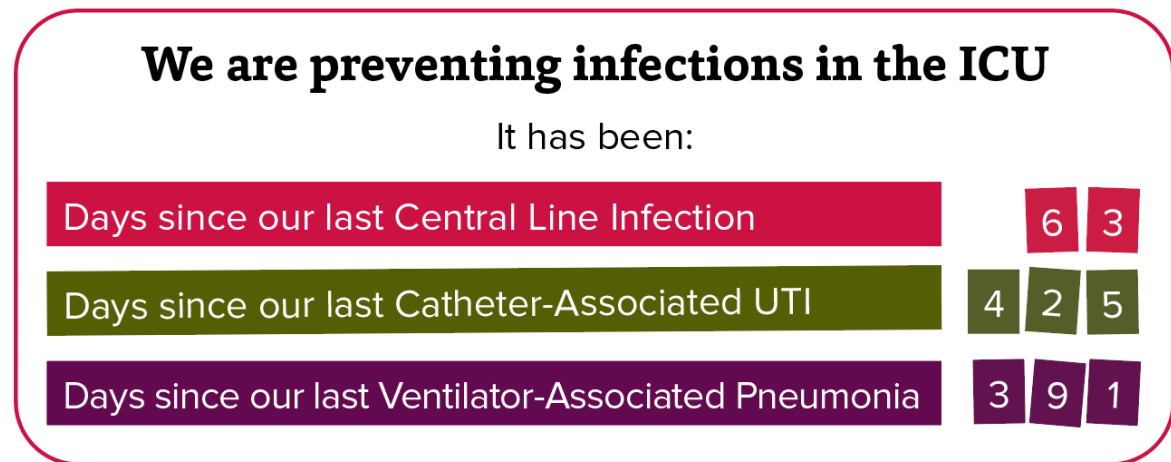 We are preventing infections in the ICU
It has been:
Days since our last Central Line Infection 6 3
Days since our last Catheter-Associated UTI 4 2 5
Days since our last Ventilator-Associated Pneumonia 3 9 1